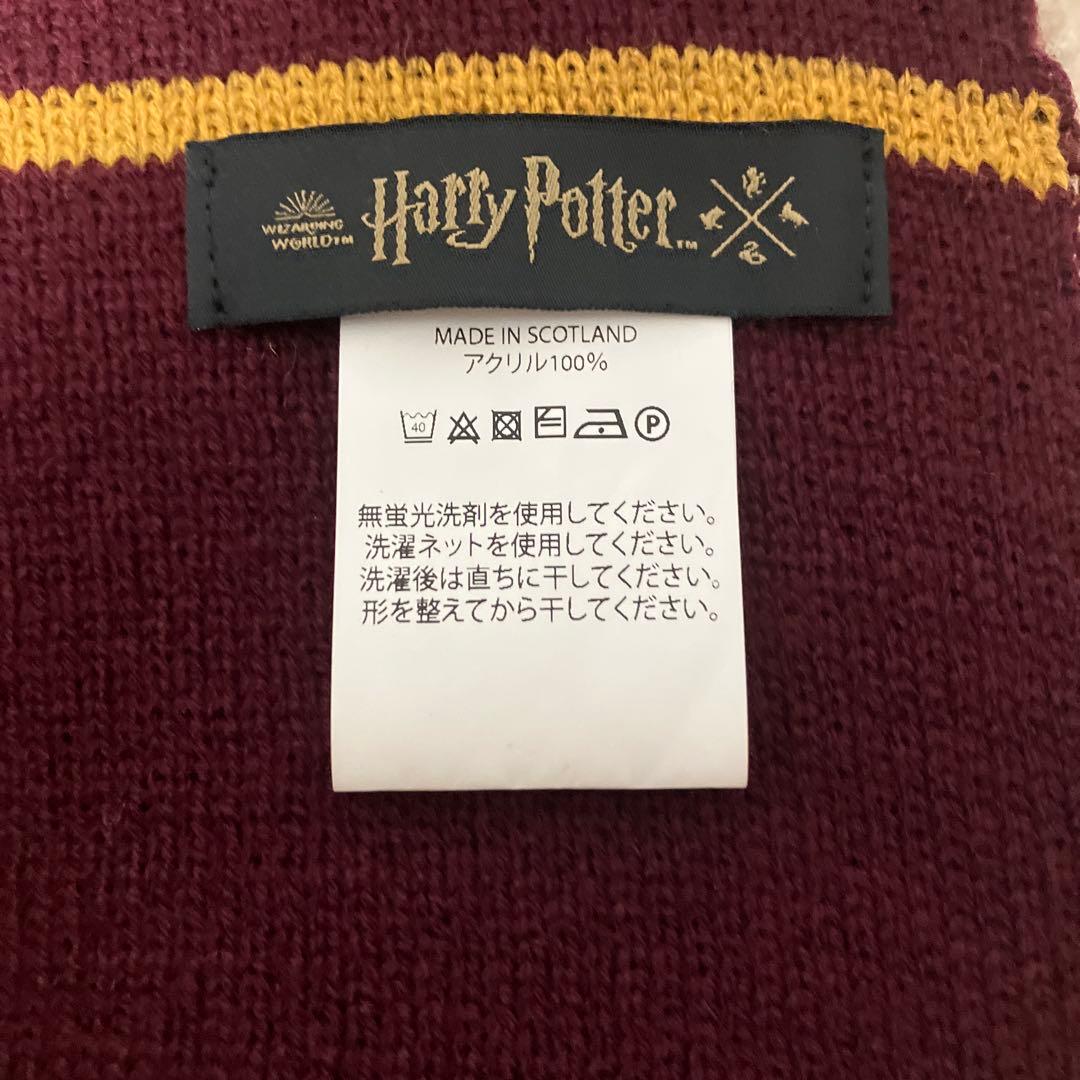 WIZARDING
WORLD™
Harry Potter™
MADE IN SCOTLAND
アクリル100%
40
P
無蛍光洗剤を使用してください。
洗濯ネットを使用してください。
洗濯後は直ちに干してください。
形を整えてから干してください。